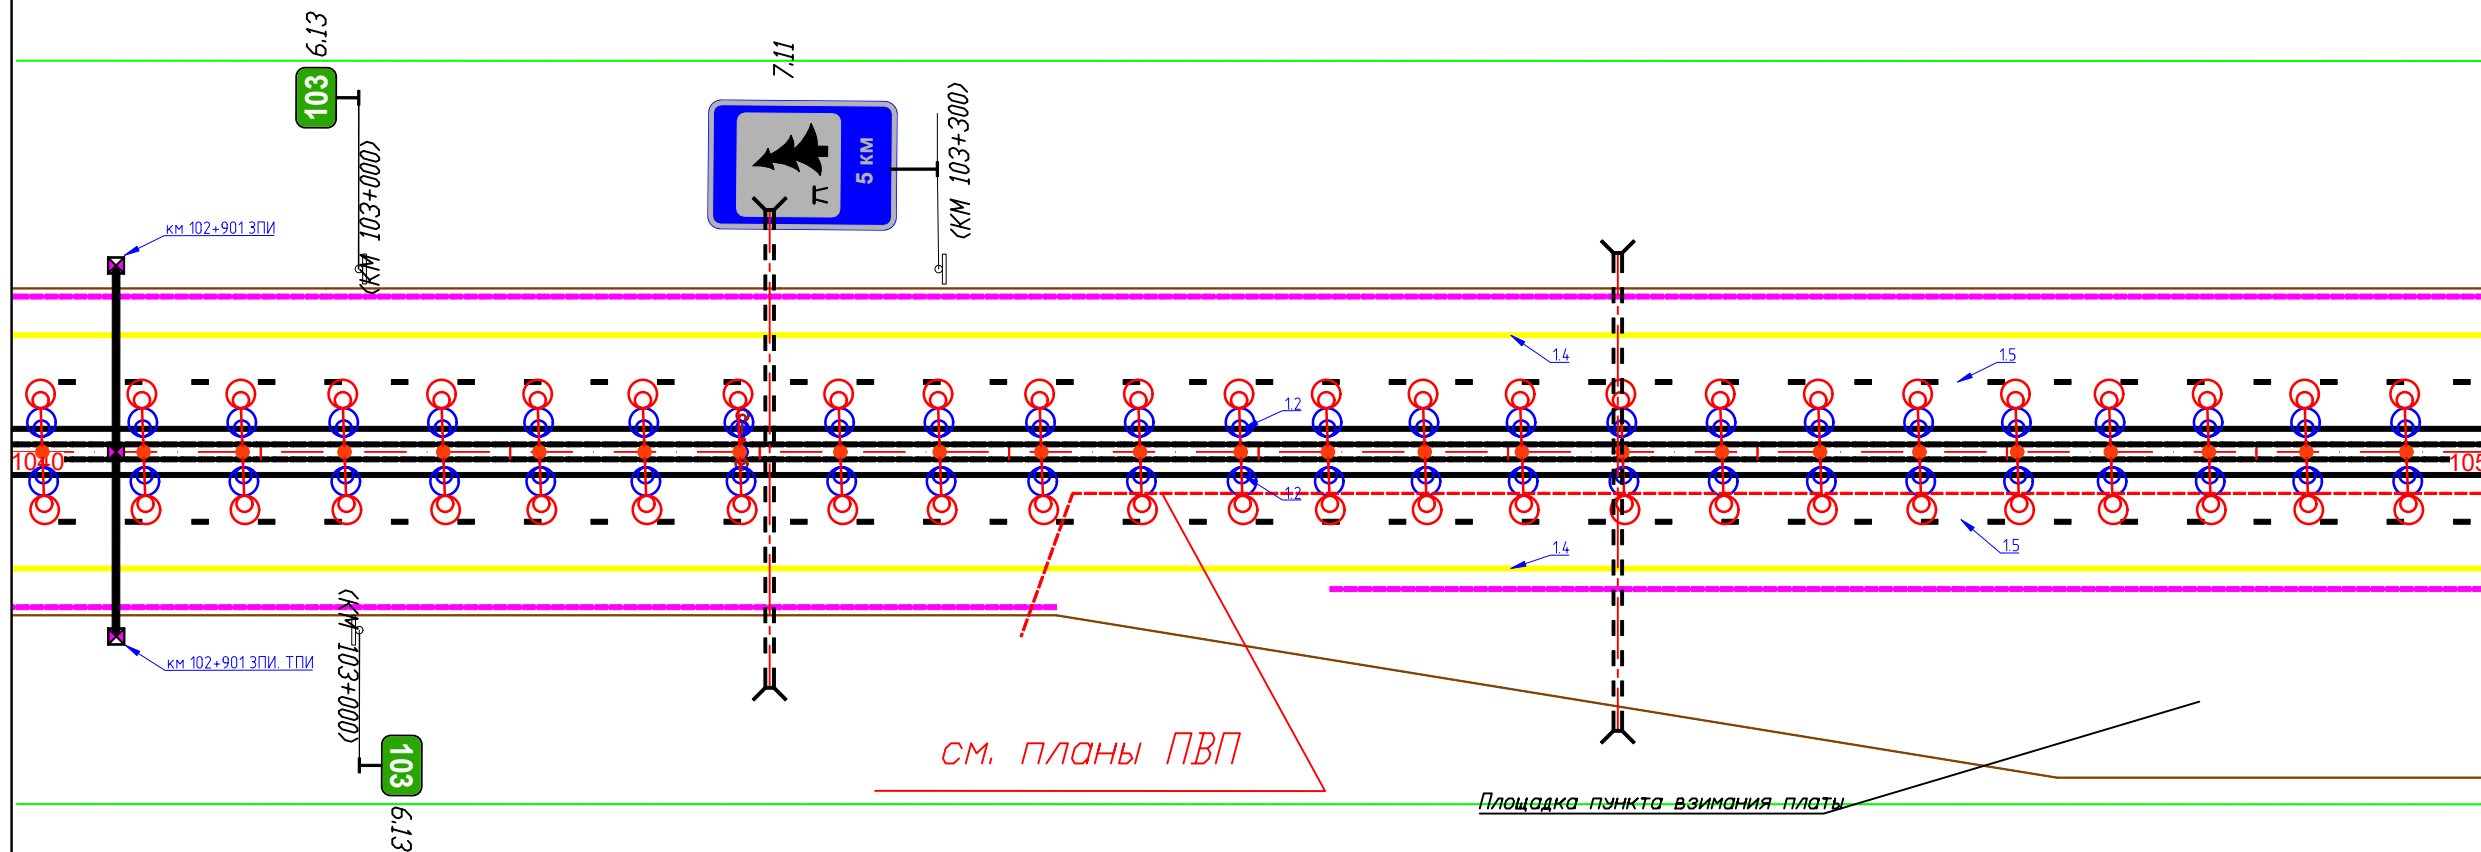 6.13
103
(КМ 103+000)
7.11
5 км
(КМ 103+300)
км 102+901 ЗПИ
1.4
1.5
1.2
1040
105
1.2
1.4
1.5
км 102+901 ЗПИ. ТПИ
(КМ 103+000)
103
6.13
см. планы ПВП
Площадка пункта взимания платы